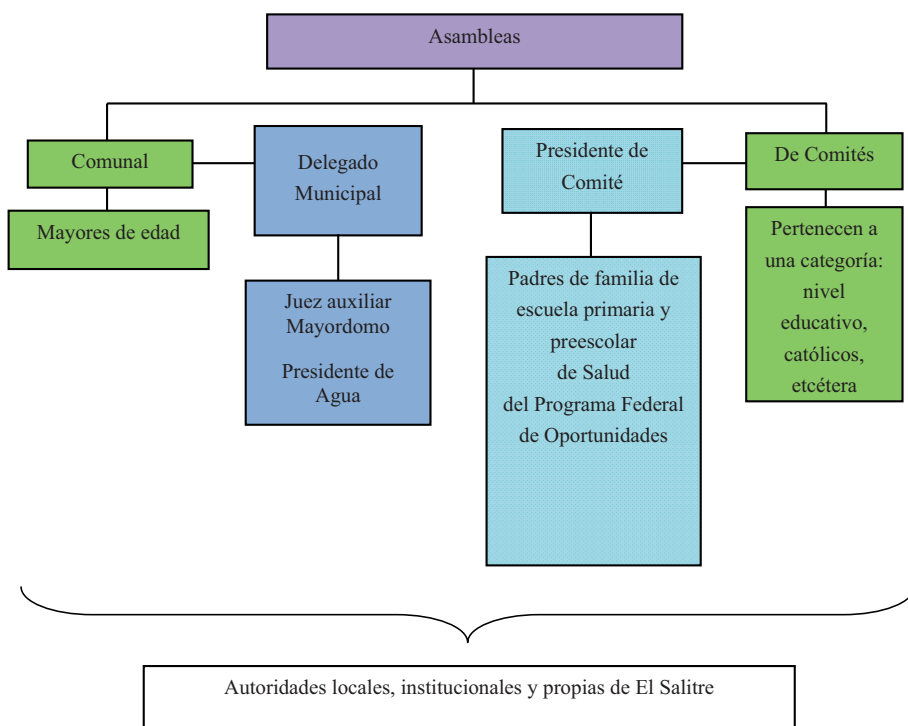 Asambleas
Comunal
Delegado
Municipal
Presidente de
Comité
De Comités
Mayores de edad
Juez auxiliar
Mayordomo
Presidente de
Agua
Padres de familia de
escuela primaria y
preescolar
de Salud
del Programa Federal
de Oportunidades
Pertenecen a
una categoría:
nivel
educativo,
católicos,
etcétera
Autoridades locales, institucionales y propias de El Salitre